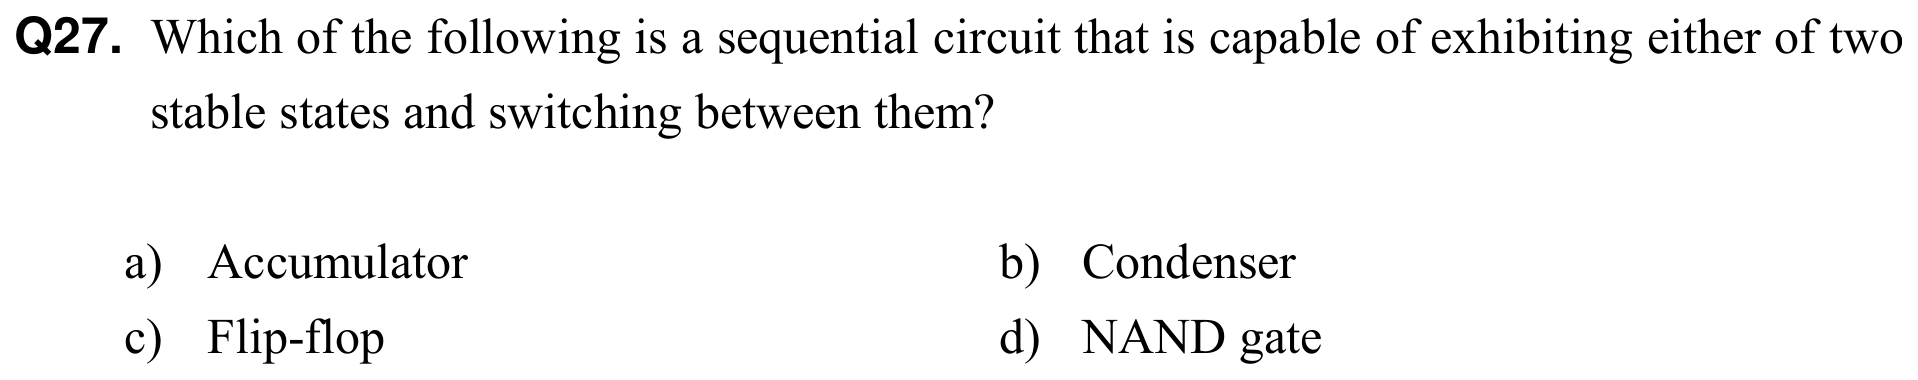 Q27. Which of the following is a sequential circuit that is capable of exhibiting either of two
stable states and switching between them?
a) Accumulator b) Condenser
c) Flip-flop d) NAND gate